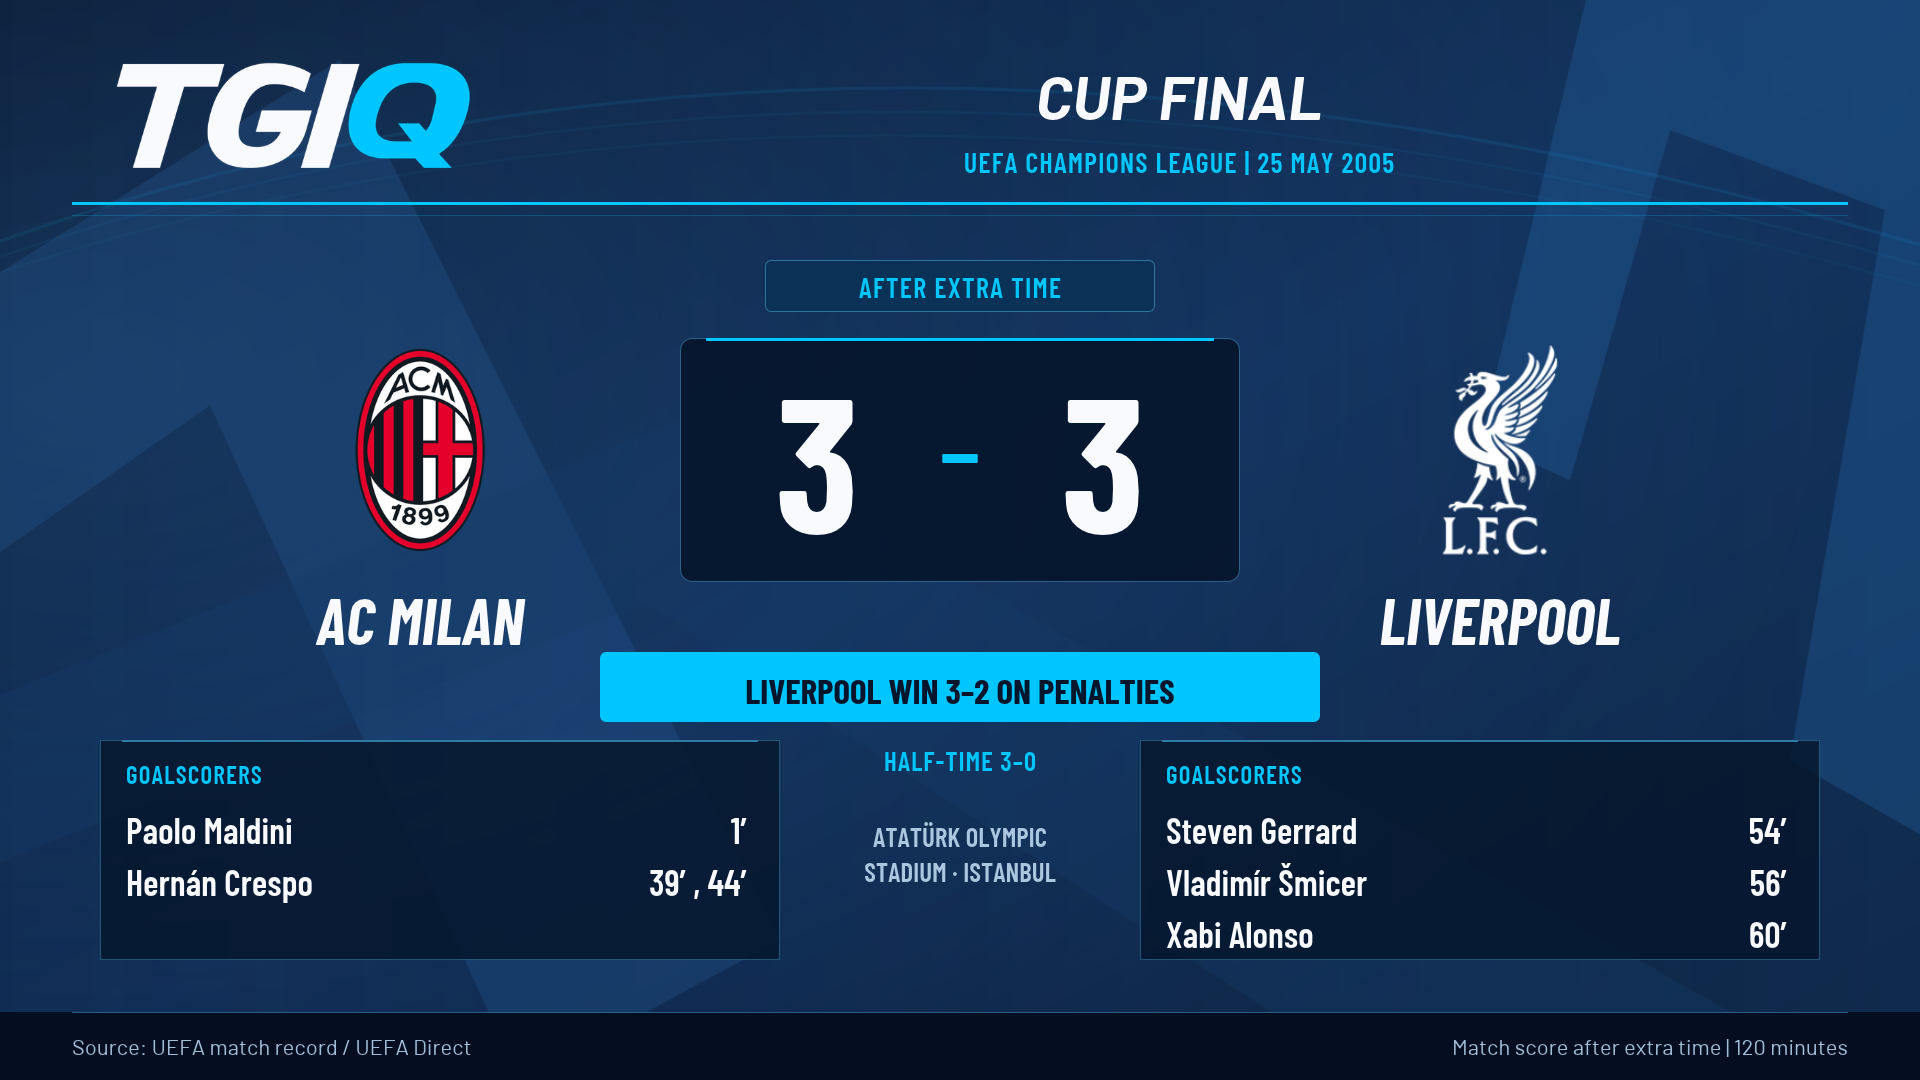 TGIQ
CUP FINAL
UEFA CHAMPIONS LEAGUE | 25 MAY 2005
AFTER EXTRA TIME
ACM
1899
3 - 3
L.F.C.
®
AC MILAN
LIVERPOOL
LIVERPOOL WIN 3–2 ON PENALTIES
GOALSCORERS
Paolo Maldini 1′
Hernán Crespo 39′ , 44′
HALF-TIME 3–0
ATATÜRK OLYMPIC
STADIUM · ISTANBUL
GOALSCORERS
Steven Gerrard 54′
Vladimír Šmicer 56′
Xabi Alonso 60′
Source: UEFA match record / UEFA Direct
Match score after extra time | 120 minutes